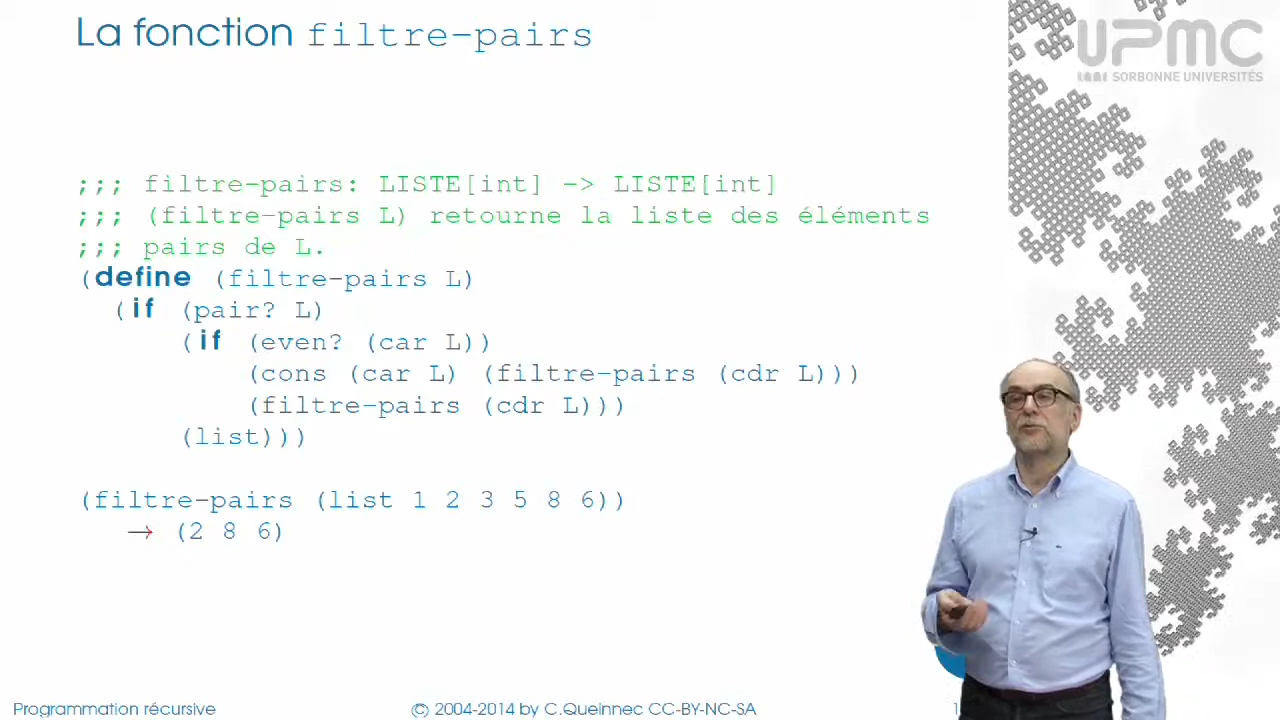 La fonction filtre-pairs
UPMC
SORBONNE UNIVERSITÉS
;;; filtre-pairs: LISTE[int] -> LISTE[int]
;;; (filtre-pairs L) retourne la liste des éléments
;;; pairs de L.
(define (filtre-pairs L)
(if (pair? L)
(if (even? (car L))
(cons (car L) (filtre-pairs (cdr L)))
(filtre-pairs (cdr L)))
(list)))
(filtre-pairs (list 1 2 3 5 8 6))
→ (2 8 6)
Programmation récursive
© 2004-2014 by C.Queinnec CC-BY-NC-SA